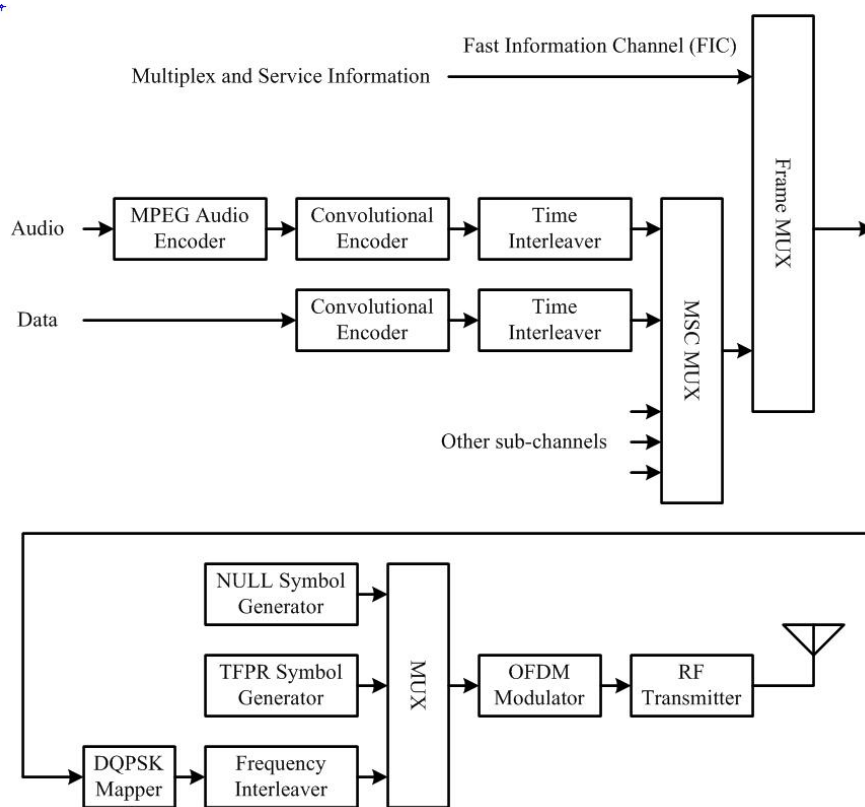 Fast Information Channel (FIC)
Multiplex and Service Information
Frame MUX
Audio
MPEG Audio
Encoder
Convolutional
Encoder
Time
Interleaver
Data
Convolutional
Encoder
Time
Interleaver
MSC MUX
Other sub-channels
NULL Symbol
Generator
TFPR Symbol
Generator
MUX
OFDM
Modulator
RF
Transmitter
DQPSK
Mapper
Frequency
Interleaver